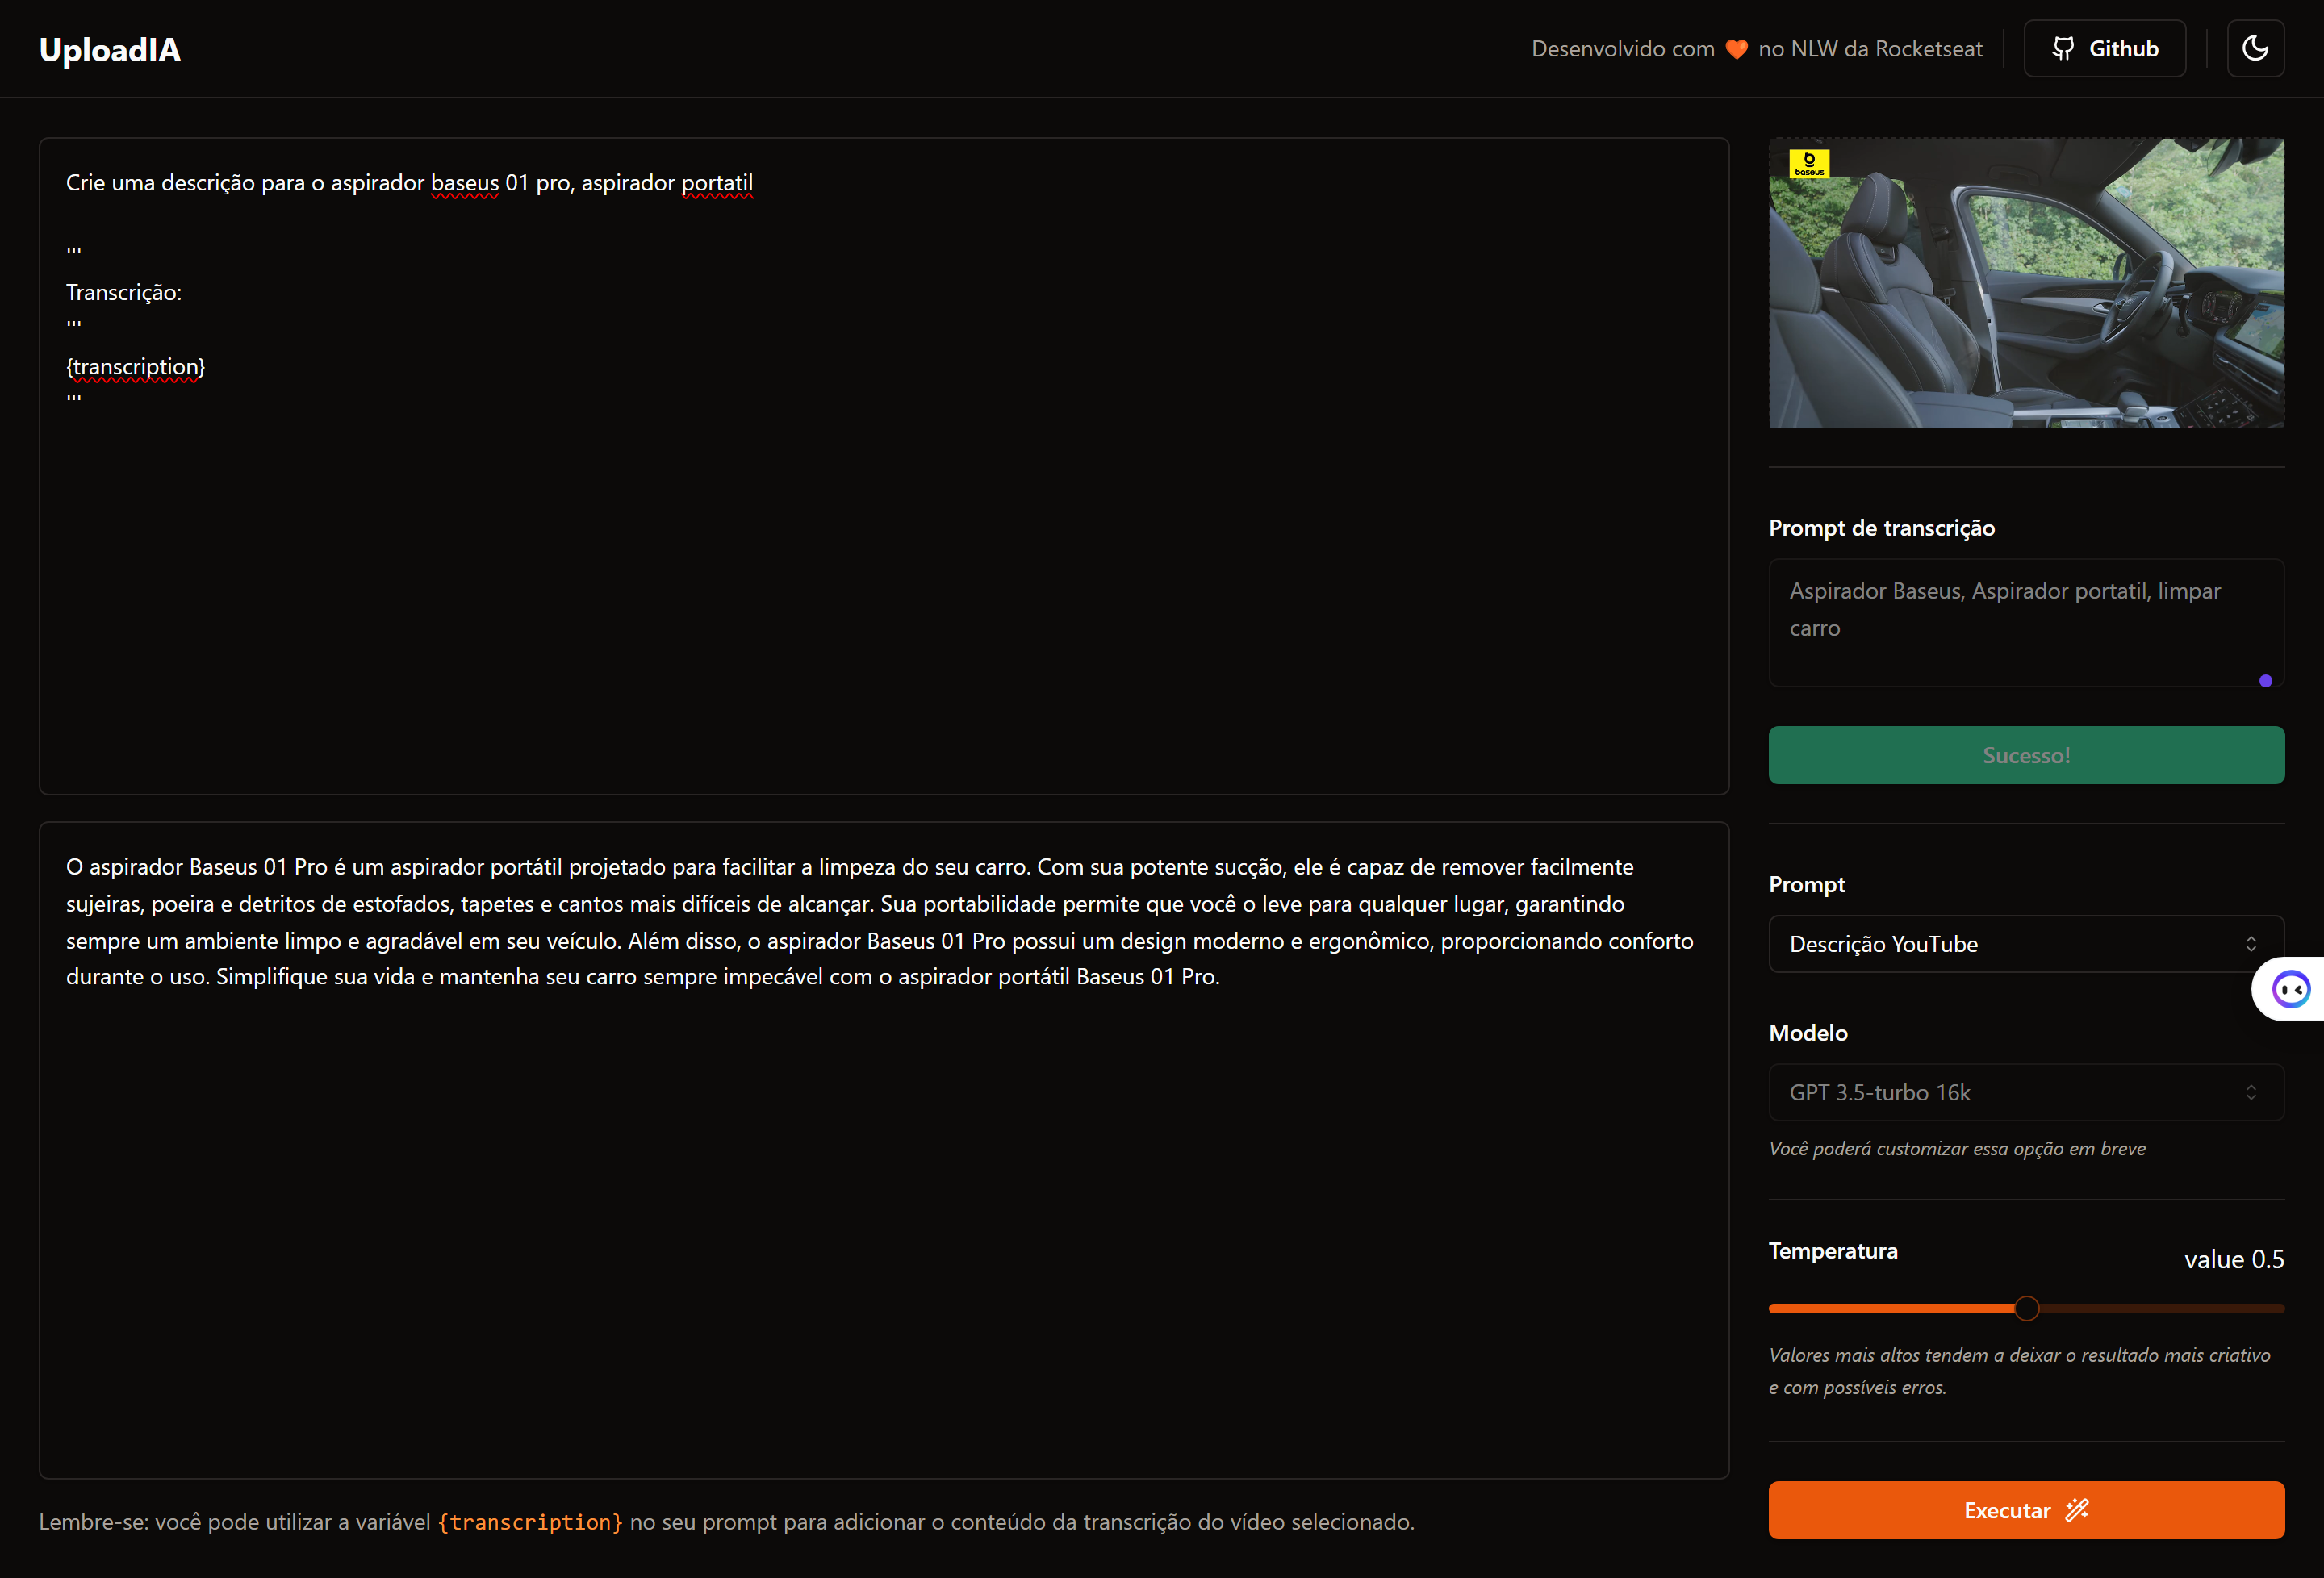 UploadIA
Desenvolvido com 🧡 no NLW da Rocketseat
Github
Crie uma descrição para o aspirador baseus 01 pro, aspirador portatil
'''
Transcrição:
'''
{transcription}
'''
O aspirador Baseus 01 Pro é um aspirador portátil projetado para facilitar a limpeza do seu carro. Com sua potente sucção, ele é capaz de remover facilmente
sujeiras, poeira e detritos de estofados, tapetes e cantos mais difíceis de alcançar. Sua portabilidade permite que você o leve para qualquer lugar, garantindo
sempre um ambiente limpo e agradável em seu veículo. Além disso, o aspirador Baseus 01 Pro possui um design moderno e ergonômico, proporcionando conforto
durante o uso. Simplifique sua vida e mantenha seu carro sempre impecável com o aspirador portátil Baseus 01 Pro.
Lembre-se: você pode utilizar a variável {transcription} no seu prompt para adicionar o conteúdo da transcrição do vídeo selecionado.
baseus
Prompt de transcrição
Aspirador Baseus, Aspirador portatil, limpar
carro
Sucesso!
Prompt
Descrição YouTube
Modelo
GPT 3.5-turbo 16k
Você poderá customizar essa opção em breve
Temperatura
value 0.5
Valores mais altos tendem a deixar o resultado mais criativo
e com possíveis erros.
Executar